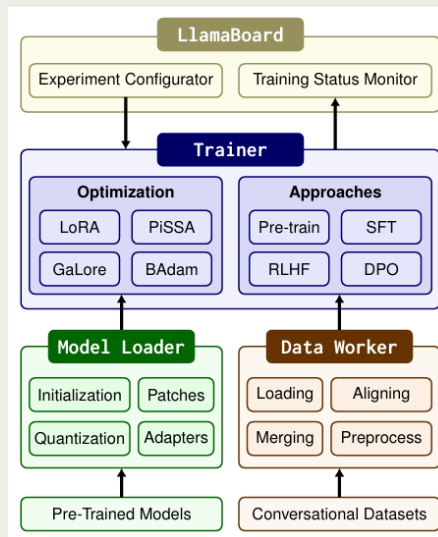 LlamaBoard
Experiment Configurator
Training Status Monitor
Trainer
Optimization
LoRA
PiSSA
GaLore
BAdam
Approaches
Pre-train
SFT
RLHF
DPO
Model Loader
Initialization
Patches
Quantization
Adapters
Data Worker
Loading
Aligning
Merging
Preprocess
Pre-Trained Models
Conversational Datasets